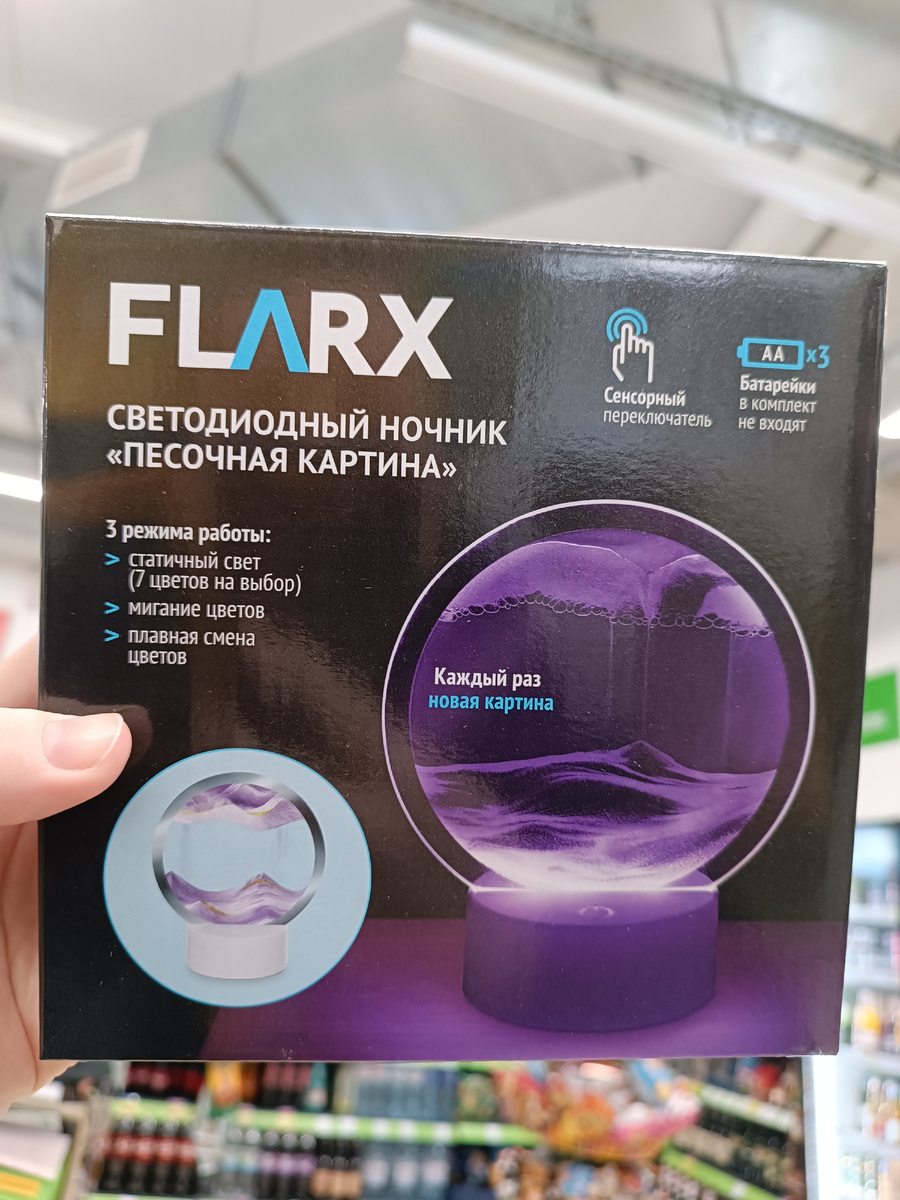 FLARX
СВЕТОДИОДНЫЙ НОЧНИК
«ПЕСОЧНАЯ КАРТИНА»
Сенсорный
переключатель
AA x3
Батарейки
в комплект
не входят
3 режима работы:
> статичный свет
(7 цветов на выбор)
> мигание цветов
> плавная смена
цветов
Каждый раз
новая картина